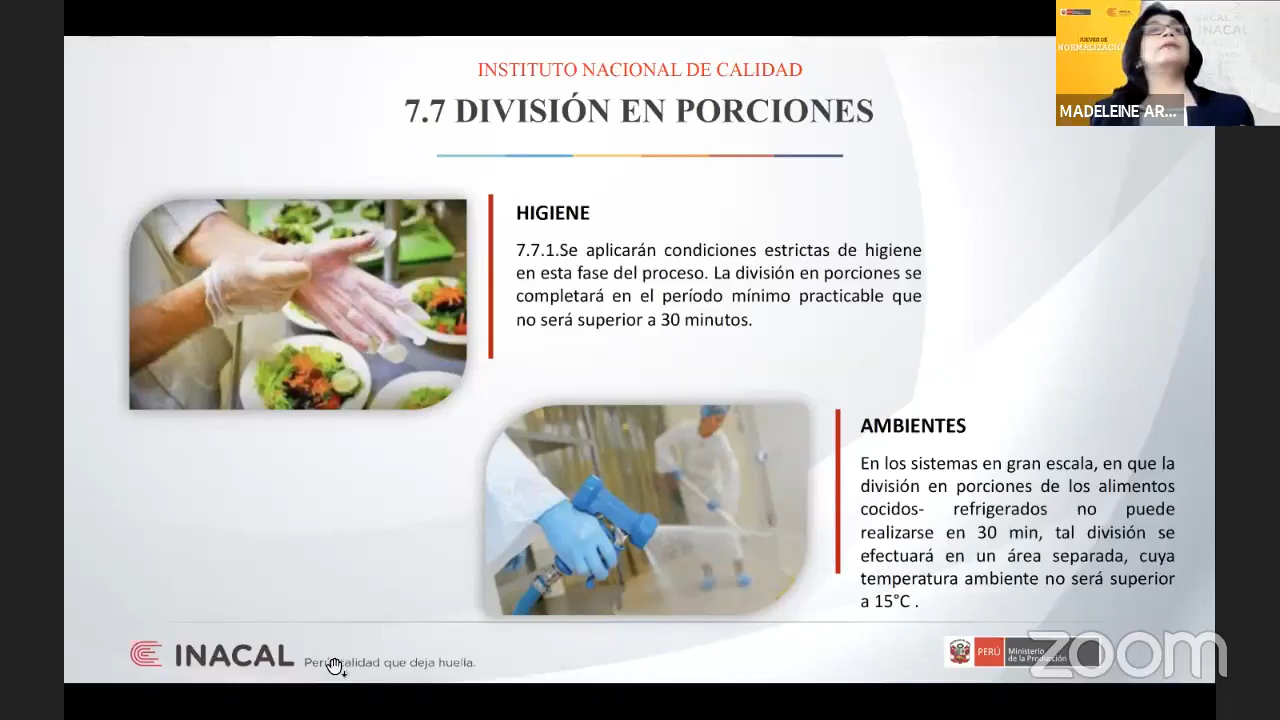 INSTITUTO NACIONAL DE CALIDAD
7.7 DIVISIÓN EN PORCIONES
JUEVES DE
NORMALIZACIÓ
INACAL
MADELEINE AR...
HIGIENE
7.7.1.Se aplicarán condiciones estrictas de higiene
en esta fase del proceso. La división en porciones se
completará en el período mínimo practicable que
no será superior a 30 minutos.
AMBIENTES
En los sistemas en gran escala, en que la
división en porciones de los alimentos
cocidos- refrigerados no puede
realizarse en 30 min, tal división se
efectuará en un área separada, cuya
temperatura ambiente no será superior
a 15°C .
INACAL
calidad que deja huella.
PERÚ
Ministerio
de la Producción
zoom